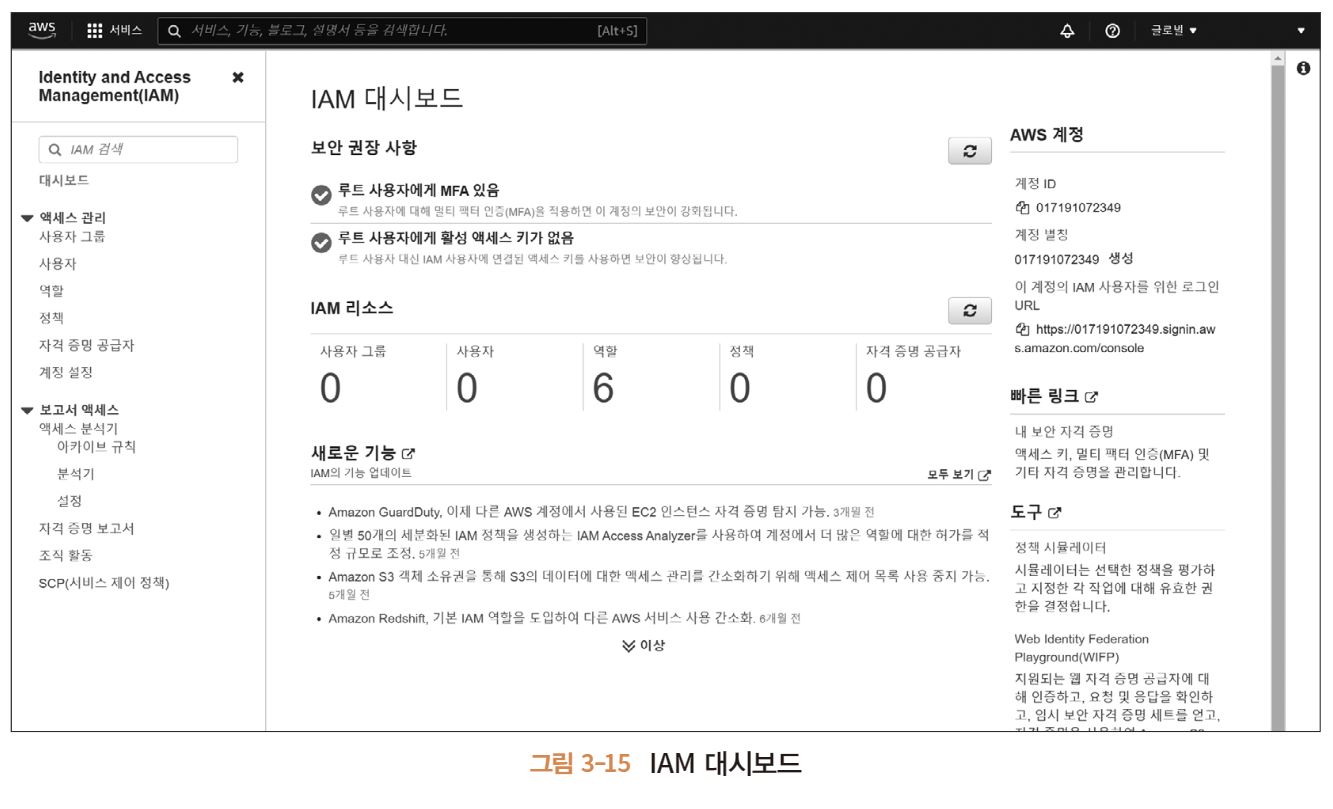 aws
서비스
서비스, 기능, 블로그, 설명서 등을 검색합니다.
[Alt+S]
글로벌
Identity and Access
Management(IAM)
IAM 검색
대시보드
액세스 관리
사용자 그룹
사용자
역할
정책
자격 증명 공급자
계정 설정
보고서 액세스
액세스 분석기
아카이브 규칙
분석기
설정
자격 증명 보고서
조직 활동
SCP(서비스 제어 정책)
IAM 대시보드
보안 권장 사항
루트 사용자에게 MFA 있음
루트 사용자에 대해 멀티 팩터 인증(MFA)을 적용하면 이 계정의 보안이 강화됩니다.
루트 사용자에게 활성 액세스 키가 없음
루트 사용자 대신 IAM 사용자에 연결된 액세스 키를 사용하면 보안이 향상됩니다.
IAM 리소스
사용자 그룹
0
사용자
0
역할
6
정책
0
자격 증명 공급자
0
새로운 기능
IAM의 기능 업데이트
모두 보기
• Amazon GuardDuty, 이제 다른 AWS 계정에서 사용된 EC2 인스턴스 자격 증명 탐지 가능. 3개월 전
• 일별 50개의 세분화된 IAM 정책을 생성하는 IAM Access Analyzer를 사용하여 계정에서 더 많은 역할에 대한 허가를 적
정 규모로 조정. 5개월 전
• Amazon S3 객체 소유권을 통해 S3의 데이터에 대한 액세스 관리를 간소화하기 위해 액세스 제어 목록 사용 중지 가능.
5개월 전
• Amazon Redshift, 기본 IAM 역할을 도입하여 다른 AWS 서비스 사용 간소화. 6개월 전
이상
AWS 계정
계정 ID
017191072349
계정 별칭
017191072349 생성
이 계정의 IAM 사용자를 위한 로그인
URL
https://017191072349.signin.aw
s.amazon.com/console
빠른 링크
내 보안 자격 증명
액세스 키, 멀티 팩터 인증(MFA) 및
기타 자격 증명을 관리합니다.
도구
정책 시뮬레이터
시뮬레이터는 선택한 정책을 평가하
고 지정한 각 작업에 대해 유효한 권
한을 결정합니다.
Web Identity Federation
Playground(WIFP)
지원되는 웹 자격 증명 공급자에 대
해 인증하고, 요청 및 응답을 확인하
고, 임시 보안 자격 증명 세트를 얻고,
그림 3-15 IAM 대시보드